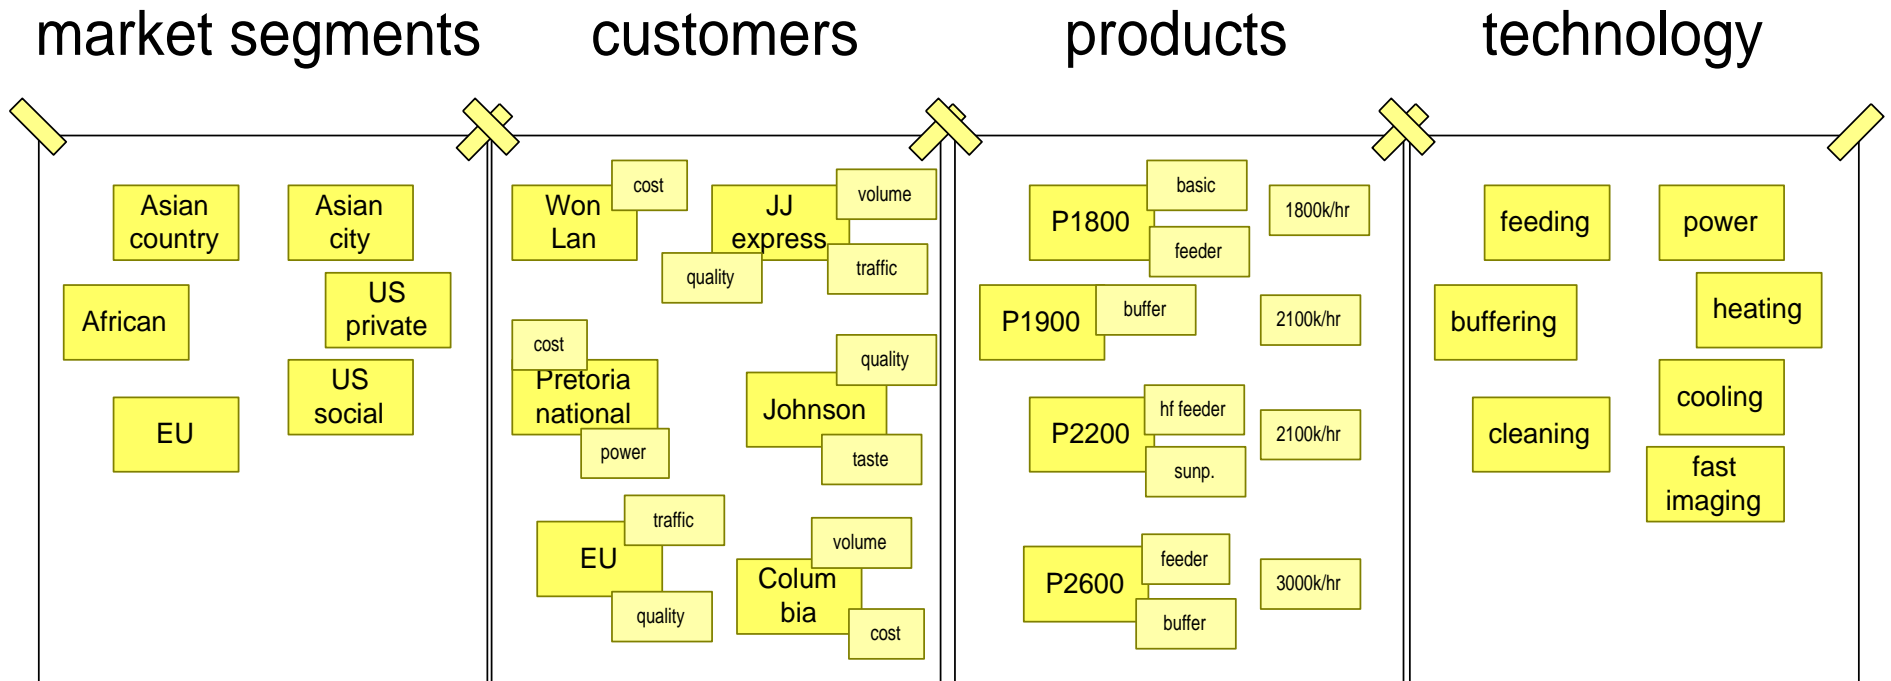 market segments
customers
products
technology
Asian
country
Asian
city
African
US
private
US
social
EU
Won
Lan
cost
JJ
express
volume
quality
traffic
cost
Pretoria
national
power
quality
Johnson
taste
traffic
EU
quality
volume
Colum
bia
cost
P1800
basic
feeder
1800k/hr
P1900
buffer
2100k/hr
P2200
hf feeder
sunp.
2100k/hr
P2600
feeder
buffer
3000k/hr
feeding
power
buffering
heating
cooling
cleaning
fast
imaging